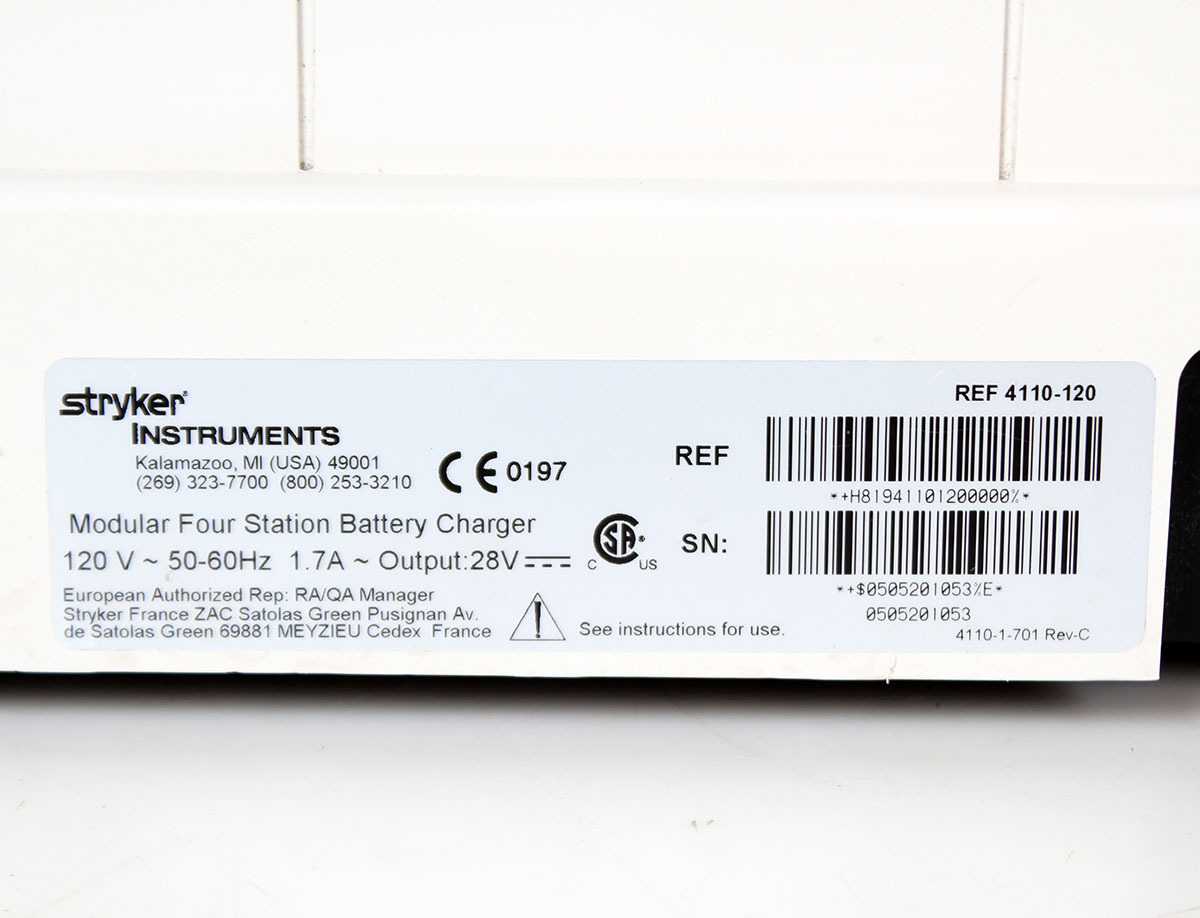 stryker
INSTRUMENTS
Kalamazoo, MI (USA) 49001
(269) 323-7700 (800) 253-3210
CE 0197
Modular Four Station Battery Charger
120 V ~ 50-60Hz 1.7A ~ Output:28V⎓
European Authorized Rep: RA/QA Manager
Stryker France ZAC Satolas Green Pusignan Av.
de Satolas Green 69881 MEYZIEU Cedex France
See instructions for use.
C SA® US
REF 4110-120
REF
*+H81941101200000%*
SN:
*+$0505201053%E*
0505201053
4110-1-701 Rev-C